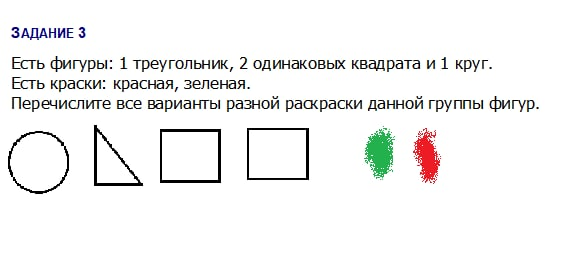 ЗАДАНИЕ 3
Есть фигуры: 1 треугольник, 2 одинаковых квадрата и 1 круг.
Есть краски: красная, зеленая.
Перечислите все варианты разной раскраски данной группы фигур.